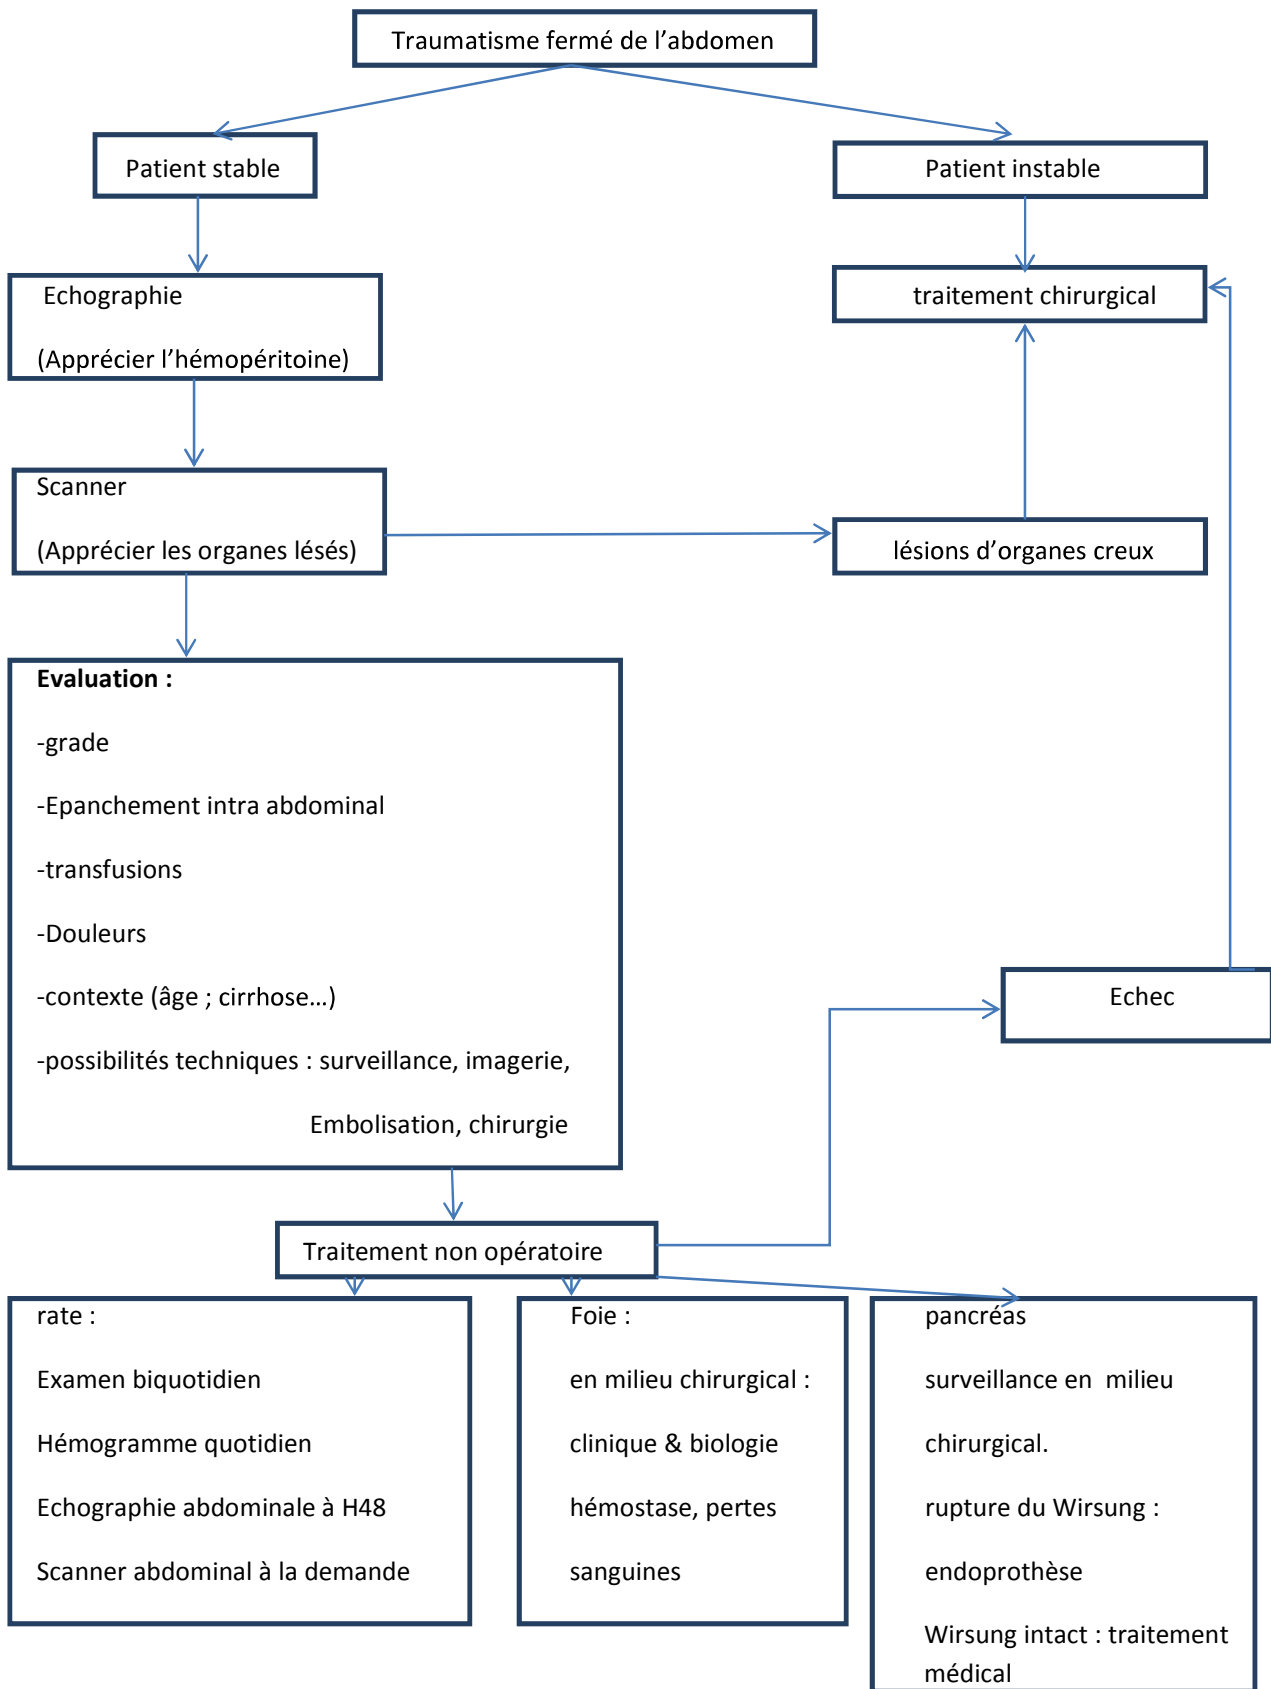 Traumatisme fermé de l'abdomen
Patient stable
Patient instable
Echographie
(Apprécier l'hémopéritoine)
traitement chirurgical
Scanner
(Apprécier les organes lésés)
lésions d'organes creux
Evaluation :
-grade
-Epanchement intra abdominal
-transfusions
-Douleurs
-contexte (âge ; cirrhose…)
-possibilités techniques : surveillance, imagerie,
Embolisation, chirurgie
Echec
Traitement non opératoire
rate :
Examen biquotidien
Hémogramme quotidien
Echographie abdominale à H48
Scanner abdominal à la demande
Foie :
en milieu chirurgical :
clinique & biologie
hémostase, pertes
sanguines
pancréas
surveillance en milieu
chirurgical.
rupture du Wirsung :
endoprothèse
Wirsung intact : traitement
médical